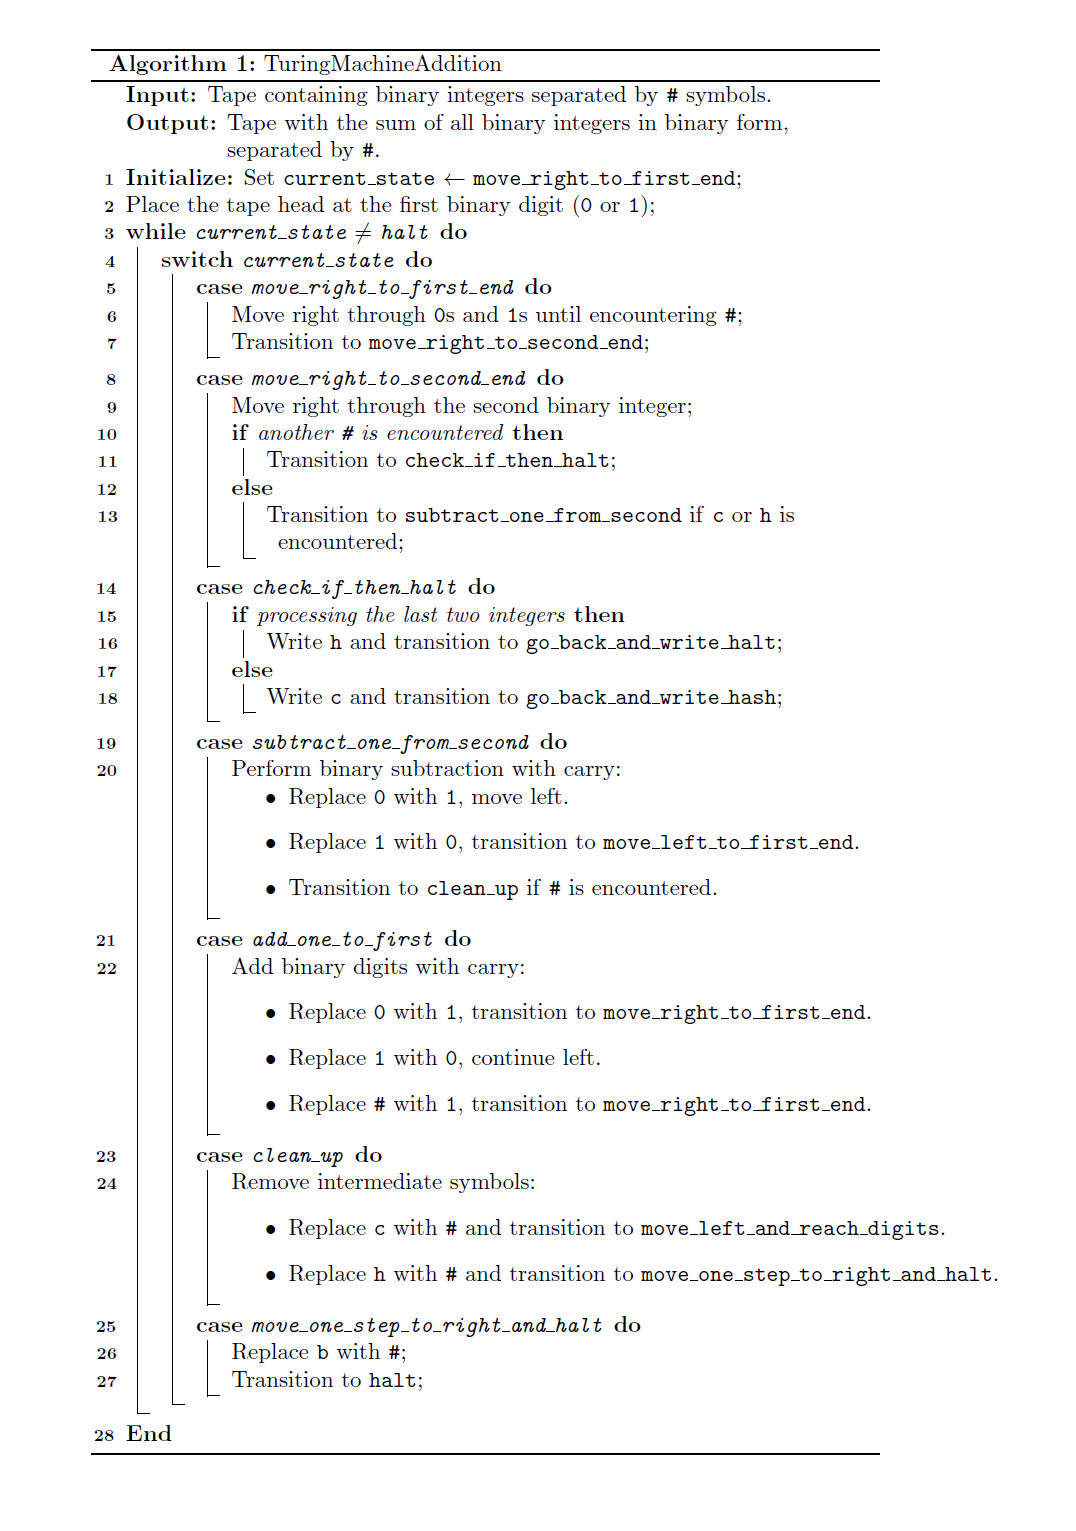 Algorithm 1: TuringMachineAddition
Input: Tape containing binary integers separated by # symbols.
Output: Tape with the sum of all binary integers in binary form,
separated by #.
1 Initialize: Set current_state ← move_right_to_first_end;
2 Place the tape head at the first binary digit (0 or 1);
3 while current_state ≠ halt do
4 switch current_state do
5 case move_right_to_first_end do
6 Move right through 0s and 1s until encountering #;
7 Transition to move_right_to_second_end;
8 case move_right_to_second_end do
9 Move right through the second binary integer;
10 if another # is encountered then
11 Transition to check_if_then_halt;
12 else
13 Transition to subtract_one_from_second if c or h is
encountered;
14 case check_if_then_halt do
15 if processing the last two integers then
16 Write h and transition to go_back_and_write_halt;
17 else
18 Write c and transition to go_back_and_write_hash;
19 case subtract_one_from_second do
20 Perform binary subtraction with carry:
• Replace 0 with 1, move left.
• Replace 1 with 0, transition to move_left_to_first_end.
• Transition to clean_up if # is encountered.
21 case add_one_to_first do
22 Add binary digits with carry:
• Replace 0 with 1, transition to move_right_to_first_end.
• Replace 1 with 0, continue left.
• Replace # with 1, transition to move_right_to_first_end.
23 case clean_up do
24 Remove intermediate symbols:
• Replace c with # and transition to move_left_and_reach_digits.
• Replace h with # and transition to move_one_step_to_right_and_halt.
25 case move_one_step_to_right_and_halt do
26 Replace b with #;
27 Transition to halt;
28 End